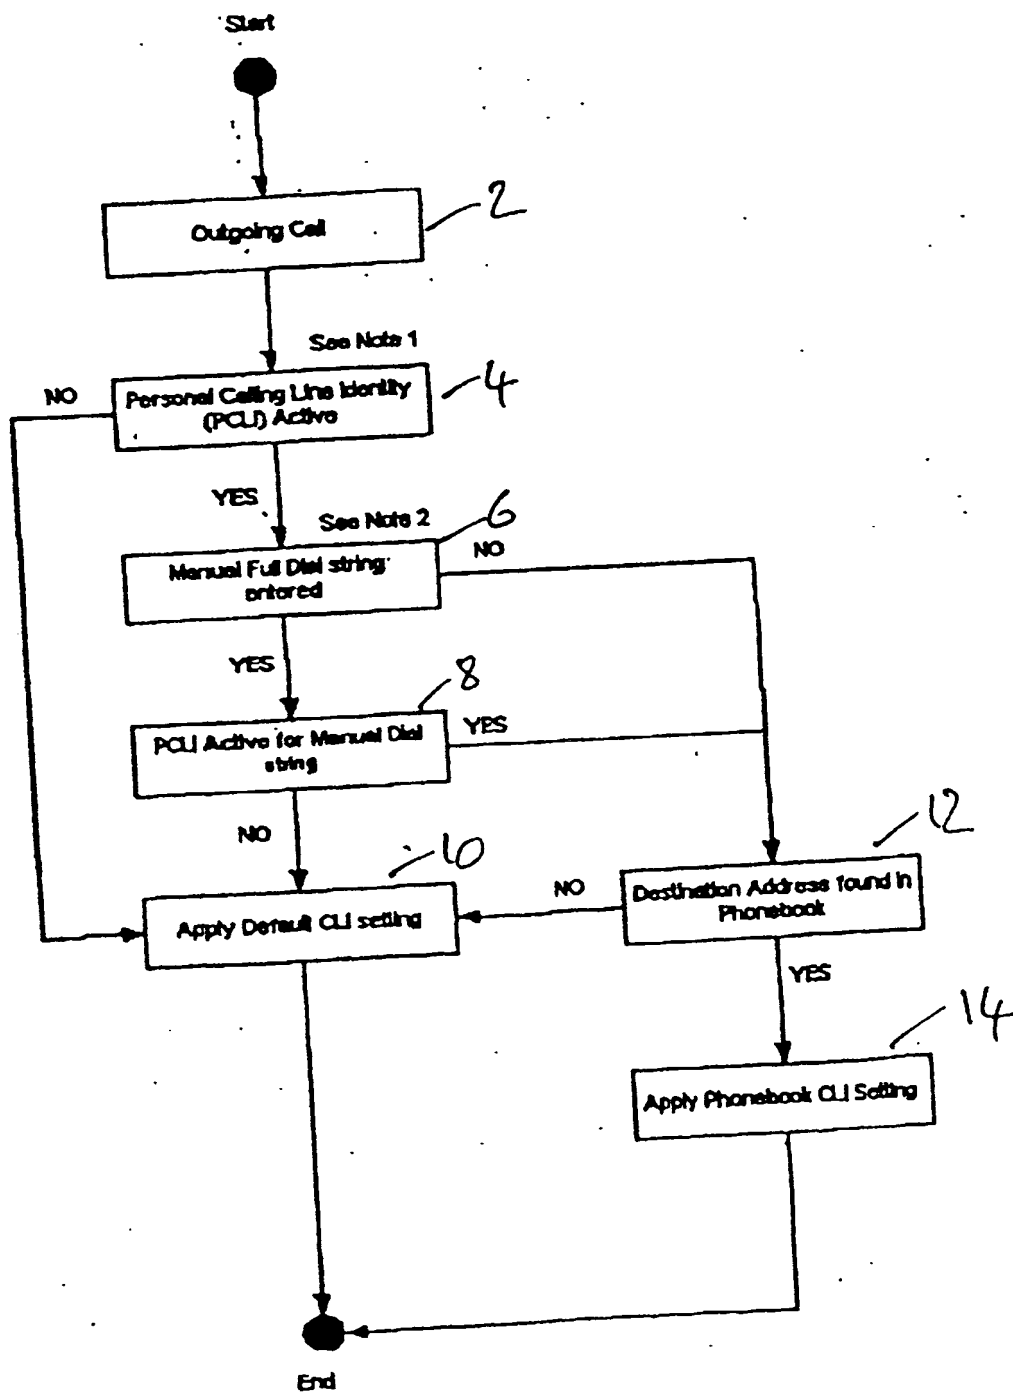 Start
Outgoing Call
2
See Note 1
NO
Personal Calling Line Identity
(PCLI) Active
4
YES
See Note 2
6
Manual Full Dial string
entered
NO
YES
8
PCLI Active for Manual Dial
string
YES
NO
10
12
Apply Default CLI setting
NO
Destination Address found in
Phonebook
YES
14
Apply Phonebook CLI Setting
End